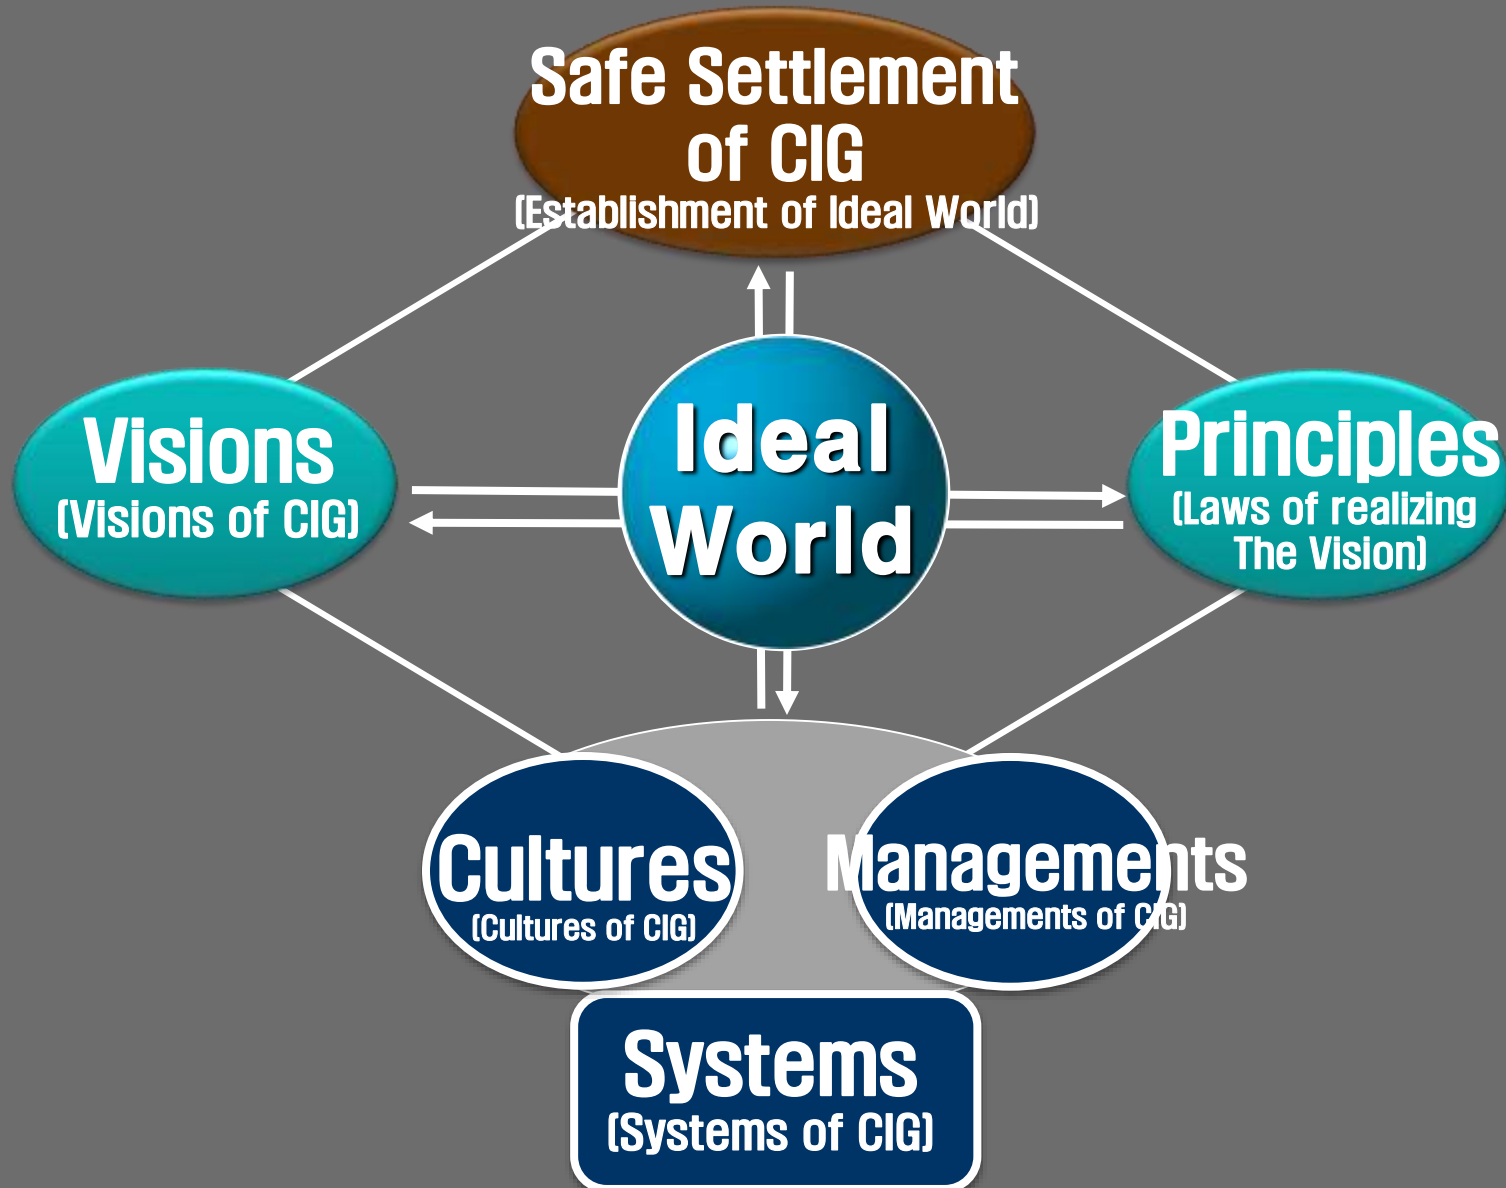 Safe Settlement
of CIG
(Establishment of Ideal World)
Visions
(Visions of CIG)
Ideal
World
Principles
(Laws of realizing
The Vision)
Cultures
(Cultures of CIG)
Managements
(Managements of CIG)
Systems
(Systems of CIG)